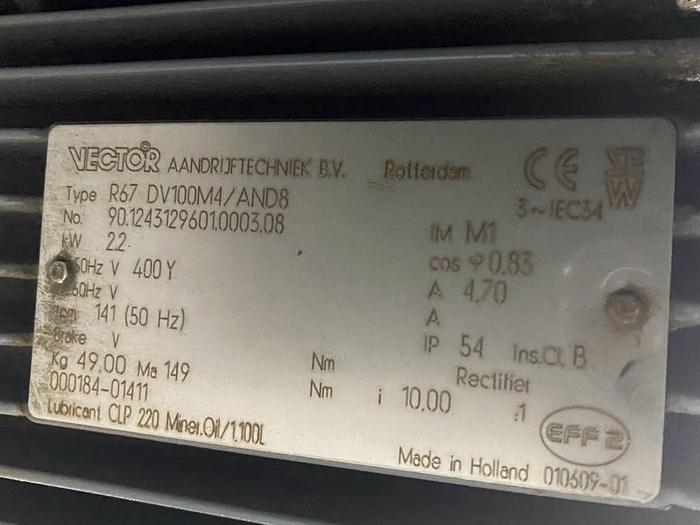 VECTOR AANDRIJFTECHNIEK B.V. Rotterdam CE SEW
Type R67 DV100M4/AND8 3~IEC34
No. 90.1243129601.0003.08
kW 2.2 IM M1
50Hz V 400 Y cos φ 0,83
60Hz V A 4,70
rpm 141 (50 Hz) A
Brake V IP 54 Ins.Cl. B
Kg 49,00 Ma 149 Nm Rectifier
000184-01411 Nm i 10,00 :1
Lubricant CLP 220 Miner.Oil/1,100L EFF 2
Made in Holland 010609-01